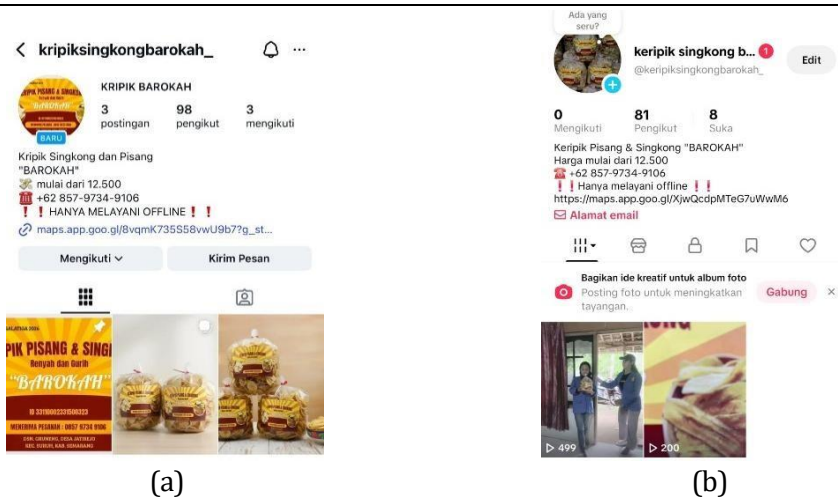 kripiksingkongbarokah_
KRIPIK BAROKAH
3 98 3
postingan pengikut mengikuti
BARU
Kripik Singkong dan Pisang
"BAROKAH"
💸 mulai dari 12.500
☎️ +62 857-9734-9106
❗❗HANYA MELAYANI OFFLINE❗❗
maps.app.goo.gl/8vqmK735S58vwU9b7?g_st...
Mengikuti Kirim Pesan
PIK PISANG & SINGI
Renyah dan Gurih
"BAROKAH"
MENERIMA PESANAN : 0857 9734 9106
(a)
Ada yang
seru?
keripik singkong b... 1
@keripiksingkongbarokah_
Edit
0 81 8
Mengikuti Pengikut Suka
Keripik Pisang & Singkong "BAROKAH"
Harga mulai dari 12.500
☎️ +62 857-9734-9106
❗❗Hanya melayani offline❗❗
https://maps.app.goo.gl/XjwQcdpMTeG7uWwM6
Alamat email
Bagikan ide kreatif untuk album foto
Posting foto untuk meningkatkan
tayangan.
Gabung
499
200
(b)